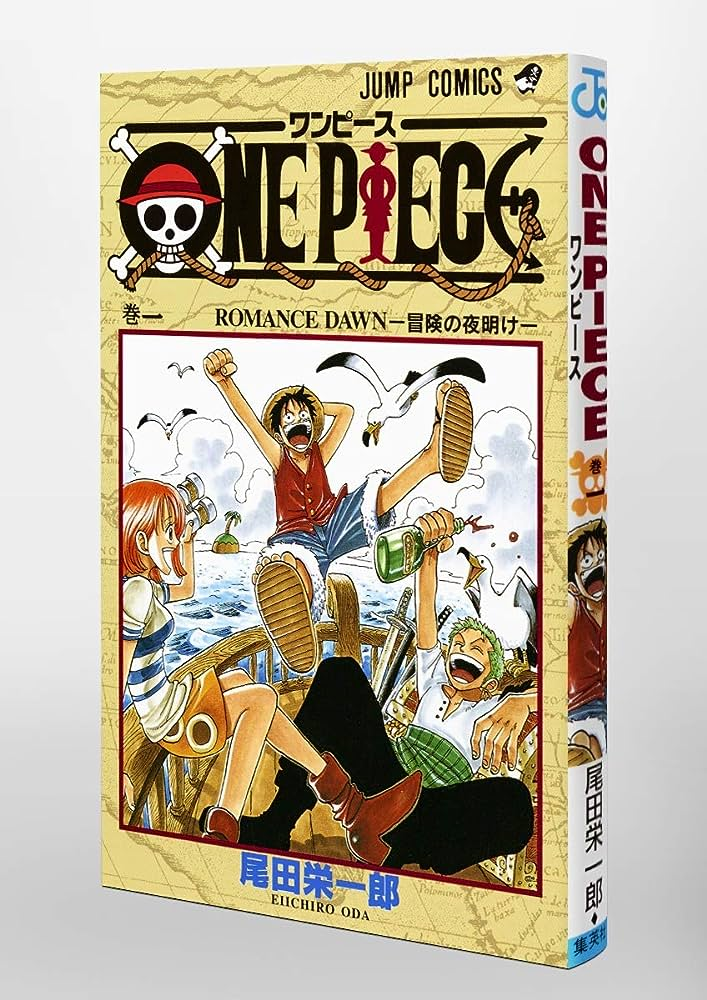 JUMP COMICS
ワンピース
ONE PIECE
巻一
ROMANCE DAWN—冒険の夜明け—
尾田栄一郎
EIICHIRO ODA
ONE PIECE
ワンピース
巻一
尾田栄一郎
集英社